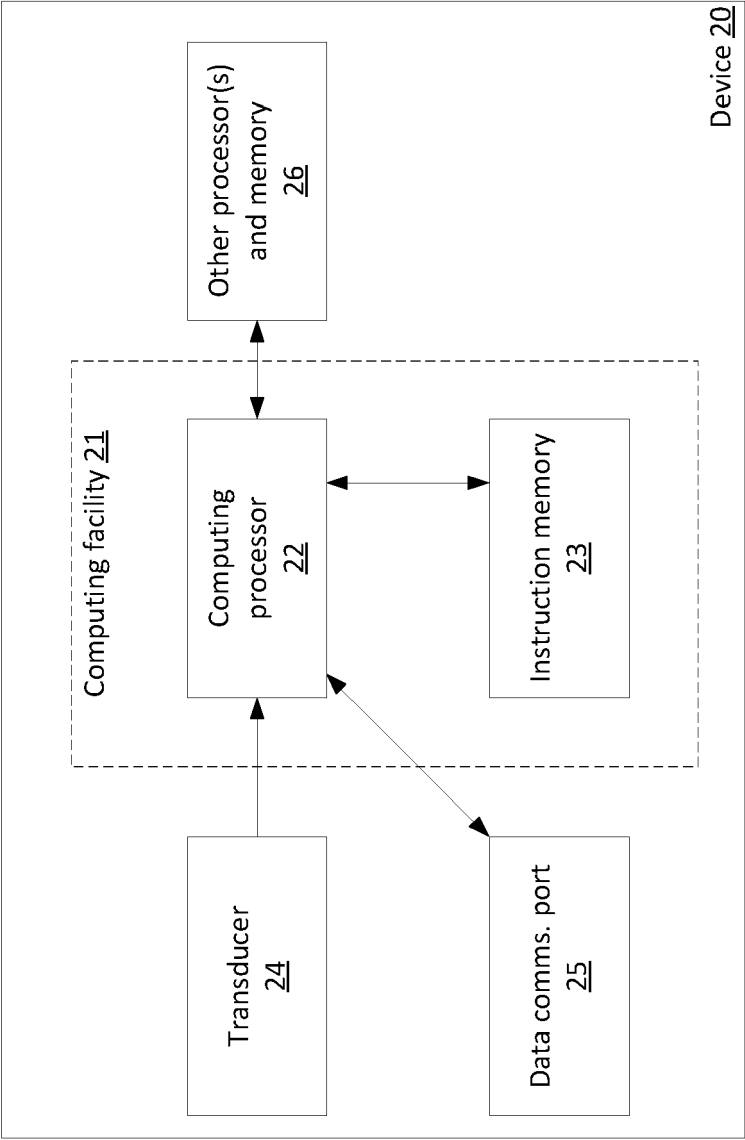 Device 20
Computing facility 21
Transducer
24
Computing
processor
22
Other processor(s)
and memory
26
Data comms. port
25
Instruction memory
23